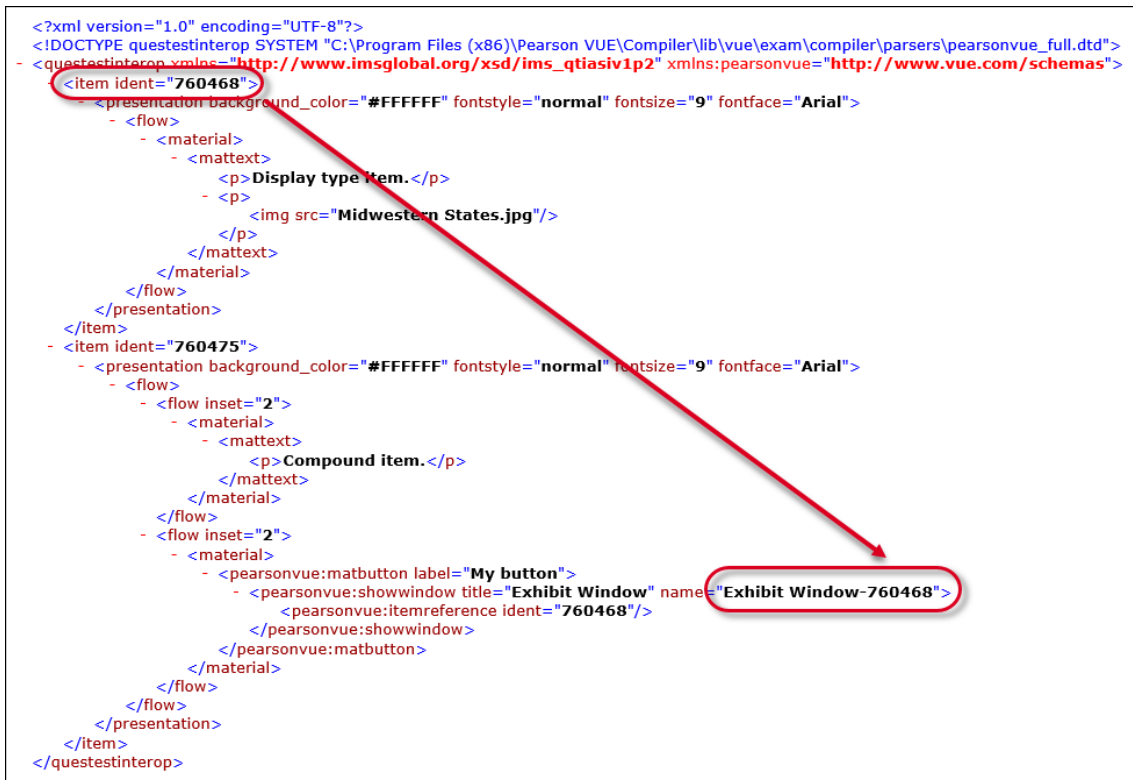 <?xml version="1.0" encoding="UTF-8"?>
<!DOCTYPE questestinterop SYSTEM "C:\Program Files (x86)\Pearson VUE\Compiler\lib\vue\exam\compiler\parsers\pearsonvue_full.dtd">
- <questestinterop xmlns="http://www.imsglobal.org/xsd/ims_qtiasiv1p2" xmlns:pearsonvue="http://www.vue.com/schemas">
- <item ident="760468">
- <presentation background_color="#FFFFFF" fontstyle="normal" fontsize="9" fontface="Arial">
- <flow>
- <material>
- <mattext>
<p>Display type item.</p>
- <p>
<img src="Midwestern States.jpg"/>
</p>
</mattext>
</material>
</flow>
</presentation>
</item>
- <item ident="760475">
- <presentation background_color="#FFFFFF" fontstyle="normal" fontsize="9" fontface="Arial">
- <flow>
- <flow inset="2">
- <material>
- <mattext>
<p>Compound item.</p>
</mattext>
</material>
</flow>
- <flow inset="2">
- <material>
- <pearsonvue:matbutton label="My button">
- <pearsonvue:showwindow title="Exhibit Window" name="Exhibit Window-760468">
<pearsonvue:itemreference ident="760468"/>
</pearsonvue:showwindow>
</pearsonvue:matbutton>
</material>
</flow>
</flow>
</presentation>
</item>
</questestinterop>